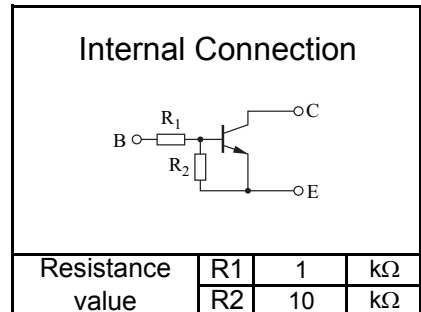 Internal Connection
C
R1
B
R2
E
Resistance value R1 1 kΩ
R2 10 kΩ